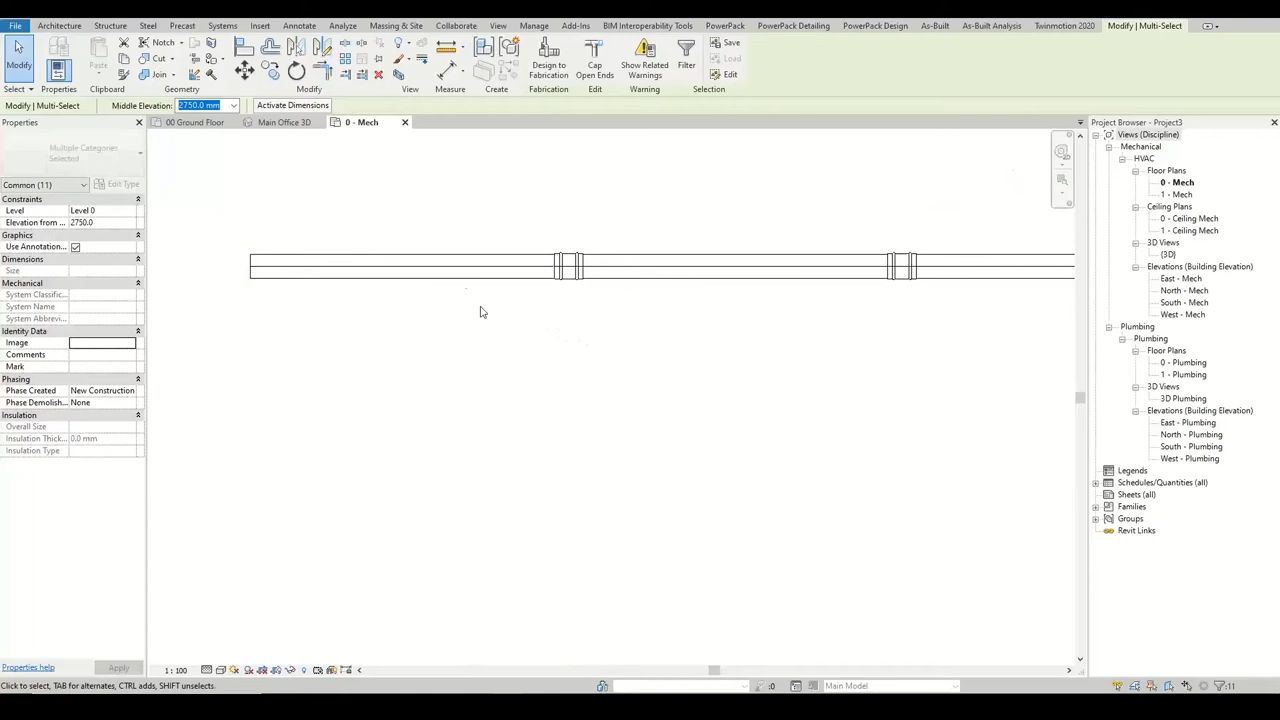 File Architecture Structure Steel Precast Systems Insert Annotate Analyze Massing & Site Collaborate View Manage Add-Ins BIM Interoperability Tools PowerPack PowerPack Detailing PowerPack Design As-Built As-Built Analysis Twinmotion 2020 Modify | Multi-Select
Modify Paste Notch Cut Join Design to Fabrication Cap Open Ends Show Related Warnings Filter Save Load Edit
Select Properties Clipboard Geometry Modify View Measure Create Fabrication Edit Warning Selection
Modify | Multi-Select Middle Elevation: 2750.0 mm Activate Dimensions
Properties
00 Ground Floor Main Office 3D 0 - Mech
Project Browser - Project3
Multiple Categories
Selected
Common (11) Edit Type
Constraints
Level Level 0
Elevation from ... 2750.0
Graphics
Use Annotation...
Dimensions
Size
Mechanical
System Classific...
System Name
System Abbrevi...
Identity Data
Image
Comments
Mark
Phasing
Phase Created New Construction
Phase Demolish... None
Insulation
Overall Size
Insulation Thick... 0.0 mm
Insulation Type
Properties help Apply
Views (Discipline)
Mechanical
HVAC
Floor Plans
0 - Mech
1 - Mech
Ceiling Plans
0 - Ceiling Mech
1 - Ceiling Mech
3D Views
{3D}
Elevations (Building Elevation)
East - Mech
North - Mech
South - Mech
West - Mech
Plumbing
Plumbing
Floor Plans
0 - Plumbing
1 - Plumbing
3D Views
3D Plumbing
Elevations (Building Elevation)
East - Plumbing
North - Plumbing
South - Plumbing
West - Plumbing
Legends
Schedules/Quantities (all)
Sheets (all)
Families
Groups
Revit Links
1 : 100
Click to select, TAB for alternates, CTRL adds, SHIFT unselects. :0 Main Model :11